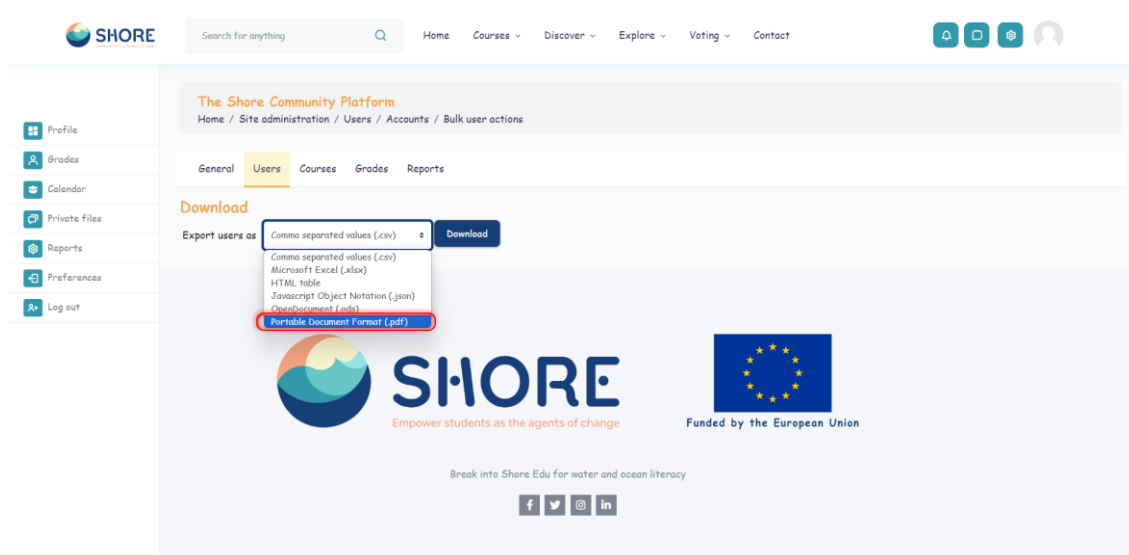 SHORE
Search for anything
Home Courses Discover Explore Voting Contact
The Shore Community Platform
Home / Site administration / Users / Accounts / Bulk user actions
Profile
Grades
Calendar
Private files
Reports
Preferences
Log out
General Users Courses Grades Reports
Download
Export users as Comma separated values (.csv) Download
Comma separated values (.csv)
Microsoft Excel (.xlsx)
HTML table
Javascript Object Notation (.json)
OpenDocument (.ods)
Portable Document Format (.pdf)
SHORE
Empower students as the agents of change
Funded by the European Union
Break into Shore Edu for water and ocean literacy